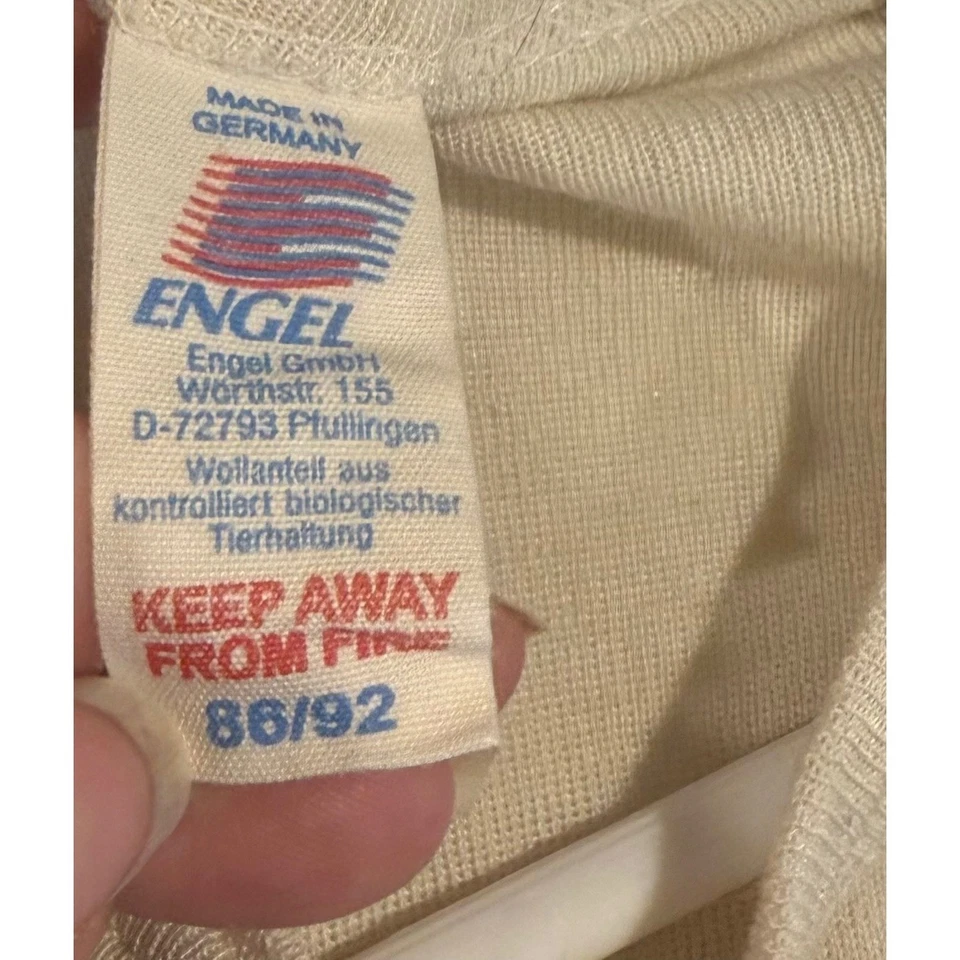 MADE IN
GERMANY
ENGEL
Engel GmbH
Wörthstr. 155
D-72793 Pfullingen
Wollanteil aus
kontrolliert biologischer
Tierhaltung
KEEP AWAY
FROM FIRE
86/92